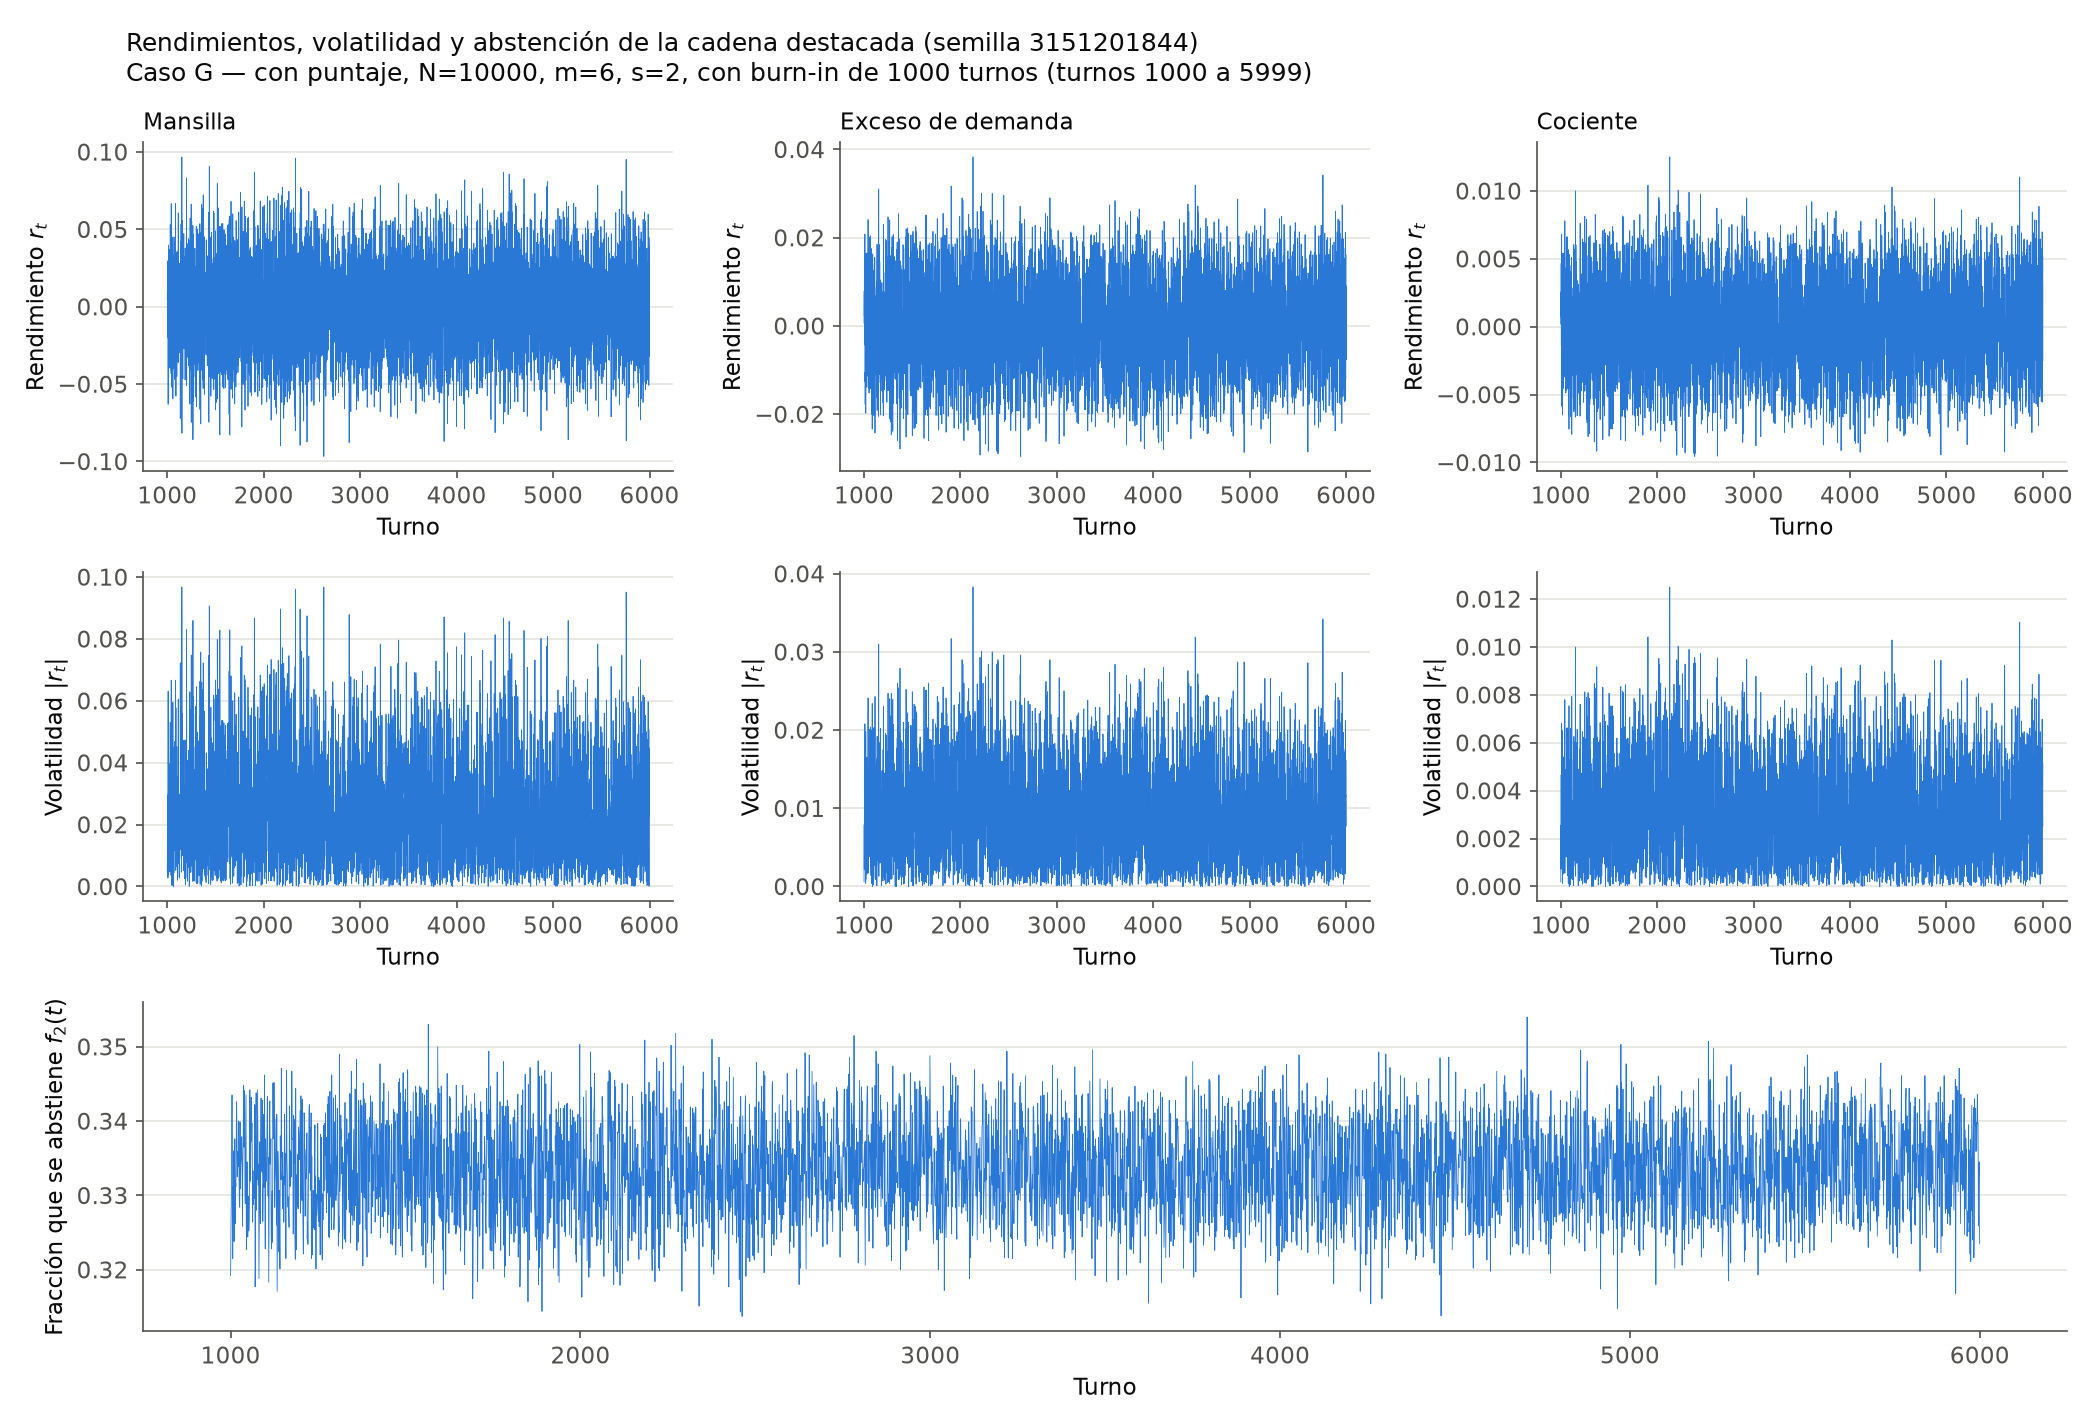 Rendimientos, volatilidad y abstención de la cadena destacada (semilla 3151201844)
Caso G — con puntaje, N=10000, m=6, s=2, con burn-in de 1000 turnos (turnos 1000 a 5999)
Mansilla
Rendimiento r_t
0.10
0.05
0.00
−0.05
−0.10
1000 2000 3000 4000 5000 6000
Turno
Exceso de demanda
Rendimiento r_t
0.04
0.02
0.00
−0.02
1000 2000 3000 4000 5000 6000
Turno
Cociente
Rendimiento r_t
0.010
0.005
0.000
−0.005
−0.010
1000 2000 3000 4000 5000 6000
Turno
Volatilidad |r_t|
0.10
0.08
0.06
0.04
0.02
0.00
1000 2000 3000 4000 5000 6000
Turno
Volatilidad |r_t|
0.04
0.03
0.02
0.01
0.00
1000 2000 3000 4000 5000 6000
Turno
Volatilidad |r_t|
0.012
0.010
0.008
0.006
0.004
0.002
0.000
1000 2000 3000 4000 5000 6000
Turno
Fracción que se abstiene f_2(t)
0.35
0.34
0.33
0.32
1000 2000 3000 4000 5000 6000
Turno